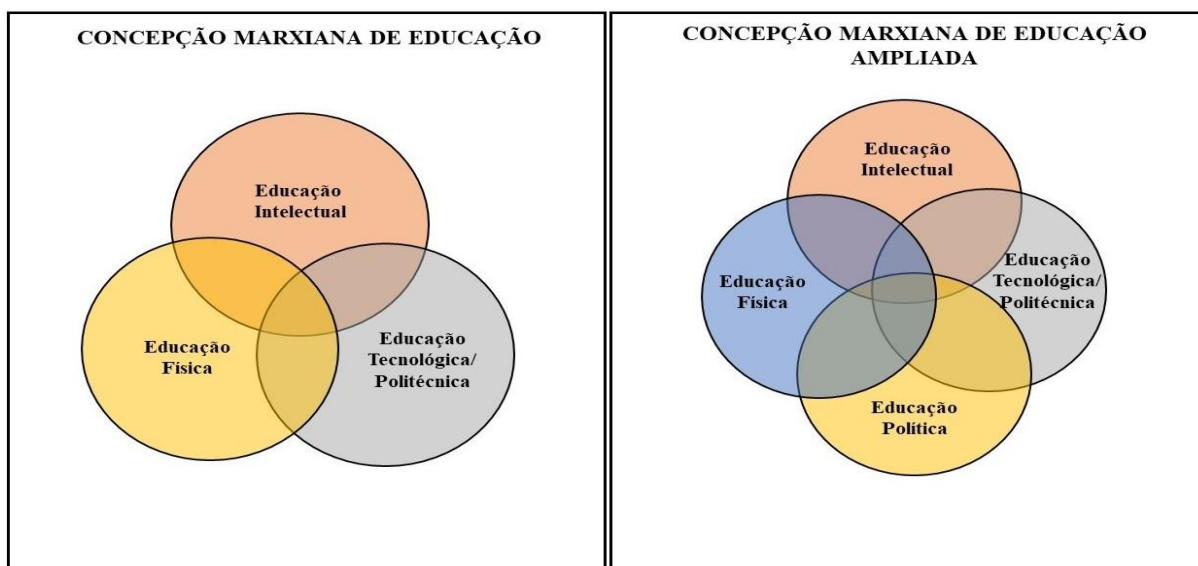 CONCEPÇÃO MARXIANA DE EDUCAÇÃO
Educação
Intelectual
Educação
Física
Educação
Tecnológica/
Politécnica
CONCEPÇÃO MARXIANA DE EDUCAÇÃO
AMPLIADA
Educação
Intelectual
Educação
Física
Educação
Tecnológica/
Politécnica
Educação
Política